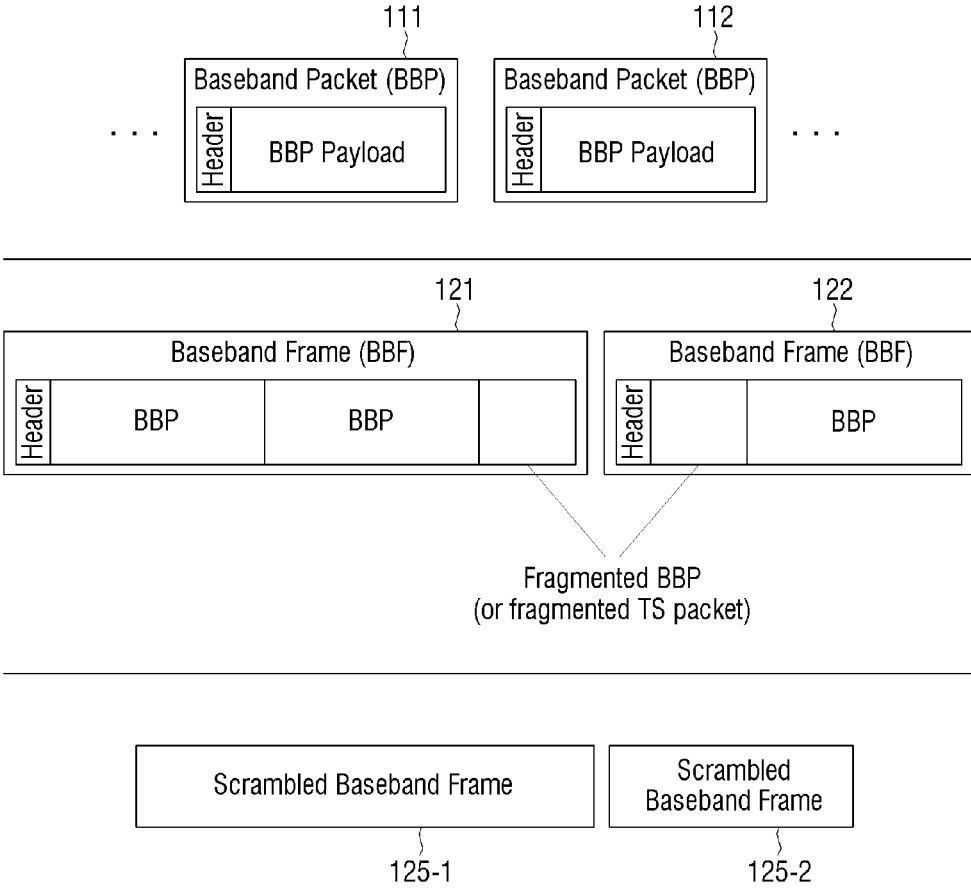 111
112
Baseband Packet (BBP)
Baseband Packet (BBP)
. . .
Header
BBP Payload
Header
BBP Payload
. . .
121
122
Baseband Frame (BBF)
Baseband Frame (BBF)
Header
BBP
BBP
Header
BBP
Fragmented BBP
(or fragmented TS packet)
Scrambled Baseband Frame
Scrambled
Baseband Frame
125-1
125-2